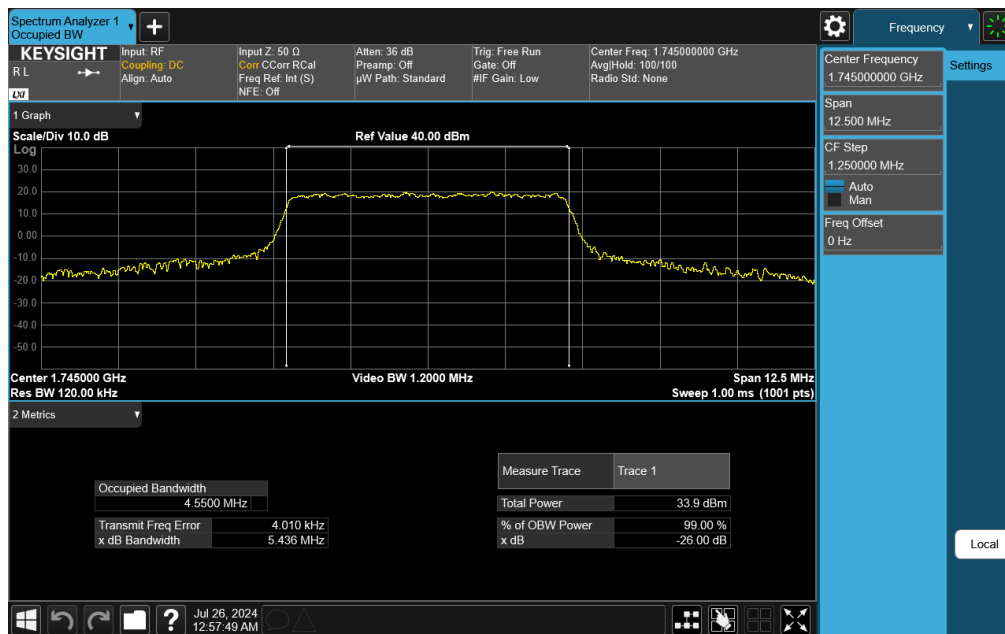 Spectrum Analyzer 1
Occupied BW
+
Frequency
KEYSIGHT
R L
LXI
Input: RF
Coupling: DC
Align: Auto
Input Z: 50 Ω
Corr CCorr RCal
Freq Ref: Int (S)
NFE: Off
Atten: 36 dB
Preamp: Off
µW Path: Standard
Trig: Free Run
Gate: Off
#IF Gain: Low
Center Freq: 1.745000000 GHz
Avg|Hold: 100/100
Radio Std: None
Center Frequency
1.745000000 GHz
Settings
Span
12.500 MHz
CF Step
1.250000 MHz
Auto
Man
Freq Offset
0 Hz
Local
1 Graph
Scale/Div 10.0 dB
Ref Value 40.00 dBm
Log
30.0
20.0
10.0
0.00
-10.0
-20.0
-30.0
-40.0
-50.0
Center 1.745000 GHz
Video BW 1.2000 MHz
Span 12.5 MHz
Res BW 120.00 kHz
Sweep 1.00 ms (1001 pts)
2 Metrics
Measure Trace Trace 1
Occupied Bandwidth
4.5500 MHz
Total Power 33.9 dBm
Transmit Freq Error 4.010 kHz
% of OBW Power 99.00 %
x dB Bandwidth 5.436 MHz
x dB -26.00 dB
?
Jul 26, 2024
12:57:49 AM